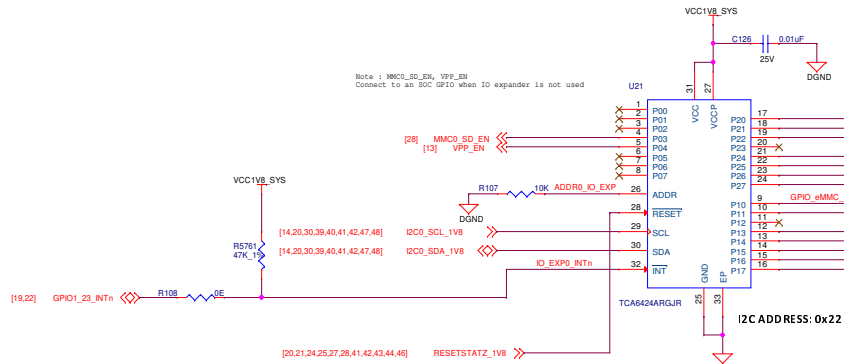 VCC1V8_SYS
C126
0.01uF
25V
DGND
Note : MMC0_SD_EN, VPP_EN
Connect to an SOC GPIO when IO expander is not used
U21
31
27
VCC
VCCP
1 P00
2 P01
3 P02
[28] MMC0_SD_EN 4 P03
[13] VPP_EN 5 P04
6 P05
7 P06
8 P07
P20 17
P21 18
P22 19
P23 20
P24 21
P25 22
P26 23
P27 24
VCC1V8_SYS
R107 10K ADDR0_IO_EXP 26 ADDR
DGND
28 RESET
P10 9 GPIO_eMMC_
P11 10
P12 11
P13 12
P14 13
P15 14
P16 15
P17 16
[14,20,30,39,40,41,42,47,48] I2C0_SCL_1V8 29 SCL
R5761
47K_1%
[14,20,30,39,40,41,42,47,48] I2C0_SDA_1V8 30 SDA
IO_EXP0_INTn 32 INT
GND
EP
[19,22] GPIO1_23_INTn R108 0E
25
33
TCA6424ARGJR
I2C ADDRESS: 0x22
[20,21,24,25,27,28,41,42,43,44,46] RESETSTATZ_1V8